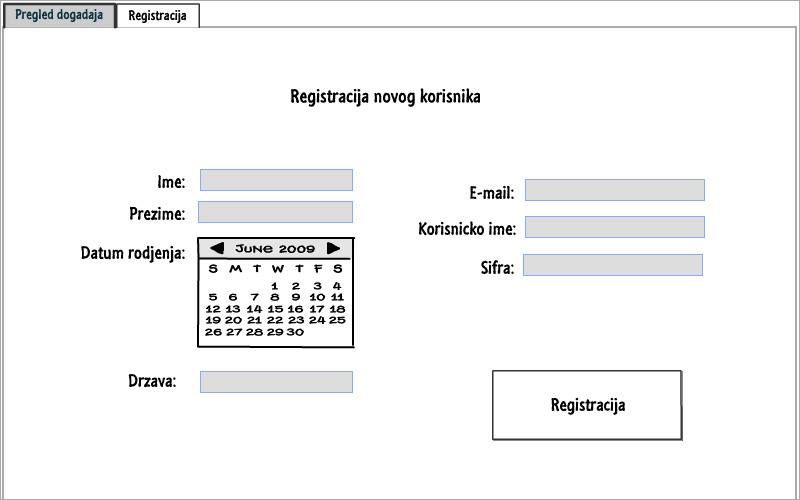 Pregled dogadaja
Registracija
Registracija novog korisnika
Ime:
Prezime:
Datum rodjenja:
JUNE 2009
S M T W T F S
1 2 3 4
5 6 7 8 9 10 11
12 13 14 15 16 17 18
19 20 21 22 23 24 25
26 27 28 29 30
Drzava:
E-mail:
Korisnicko ime:
Sifra:
Registracija